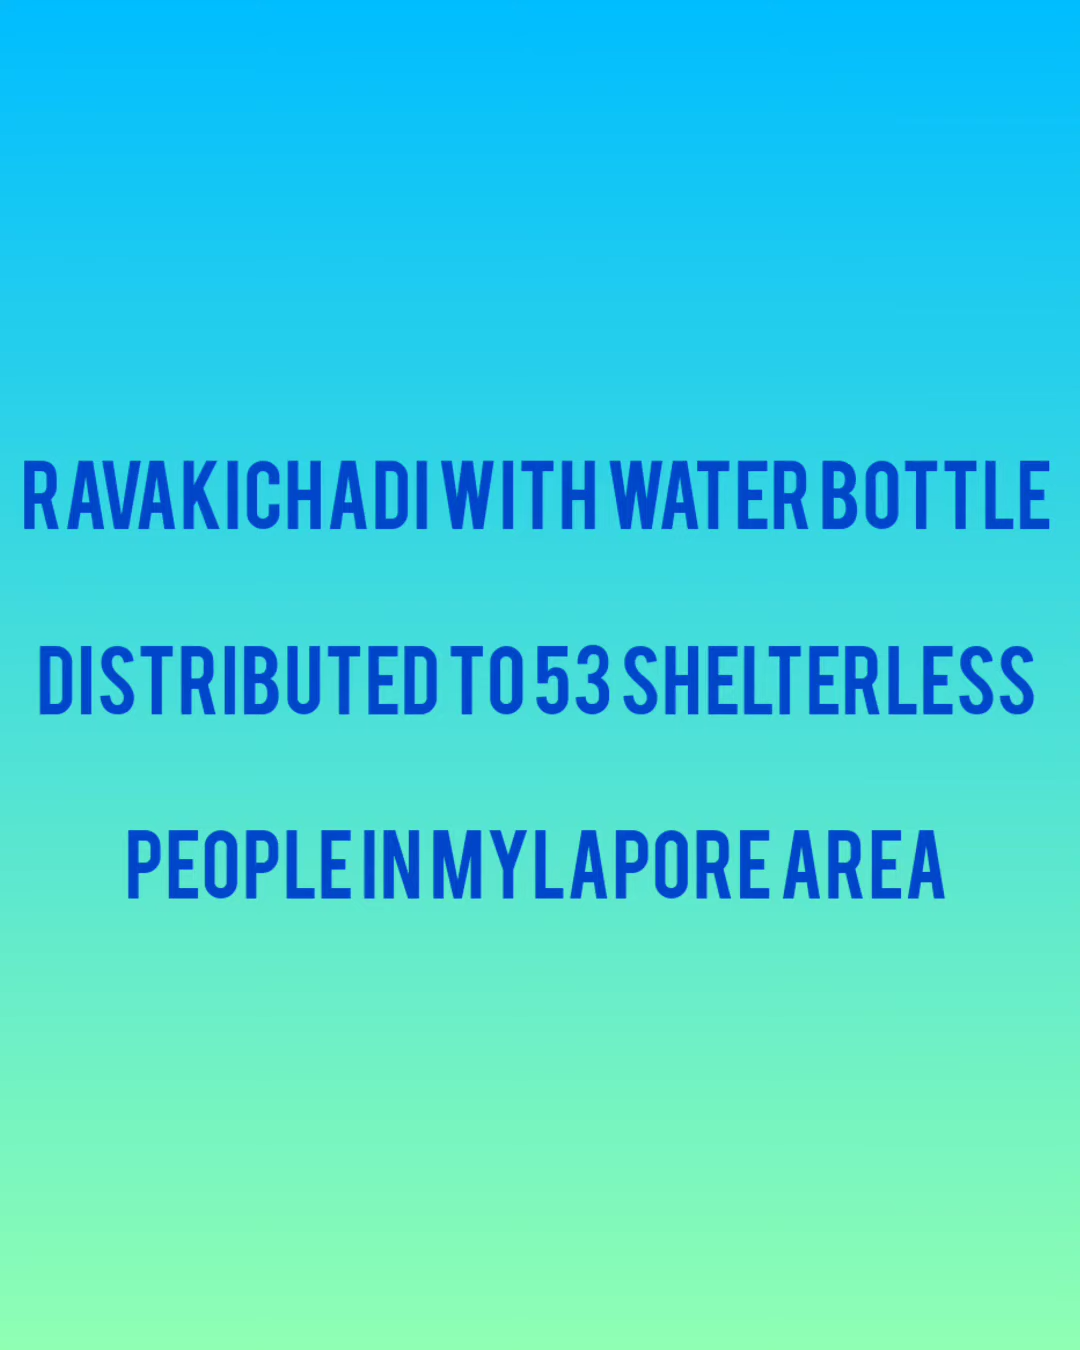 RAVAKICHADI WITH WATER BOTTLE
DISTRIBUTED TO 53 SHELTERLESS
PEOPLE IN MYLAPORE AREA